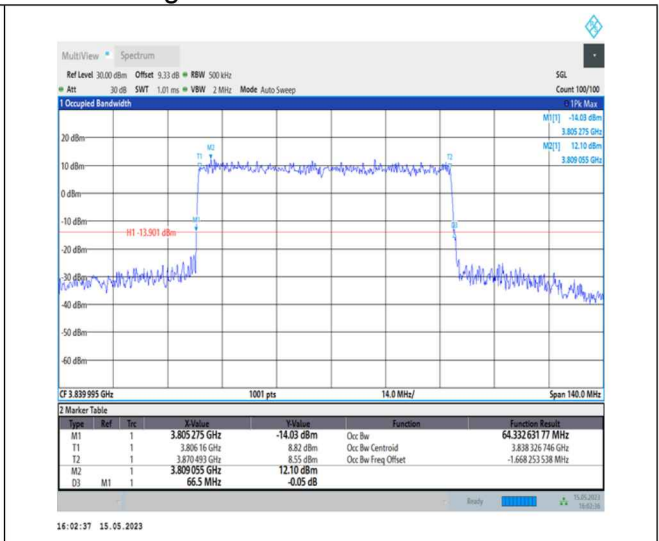 MultiView Spectrum
Ref Level 30.00 dBm Offset 9.33 dB RBW 500 kHz SGL
Att 30 dB SWT 1.01 ms VBW 2 MHz Mode Auto Sweep Count 100/100
1 Occupied Bandwidth 1Pk Max
M1[1] -14.03 dBm
3.805 275 GHz
M2[1] 12.10 dBm
3.809 055 GHz
20 dBm
M2
T1 T2
10 dBm
0 dBm
-10 dBm
M1 D3
H1 -13.901 dBm
-20 dBm
-30 dBm
-40 dBm
-50 dBm
-60 dBm
CF 3.839 995 GHz 1001 pts 14.0 MHz/ Span 140.0 MHz
2 Marker Table
Type Ref Trc X-Value Y-Value Function Function Result
M1 1 3.805 275 GHz -14.03 dBm Occ Bw 64.332 631 77 MHz
T1 1 3.806 16 GHz 8.82 dBm Occ Bw Centroid 3.838 326 746 GHz
T2 1 3.870 493 GHz 8.55 dBm Occ Bw Freq Offset -1.668 253 538 MHz
M2 1 3.809 055 GHz 12.10 dBm
D3 M1 1 66.5 MHz -0.05 dB
Ready 15.05.2023
16:02:36
16:02:37 15.05.2023